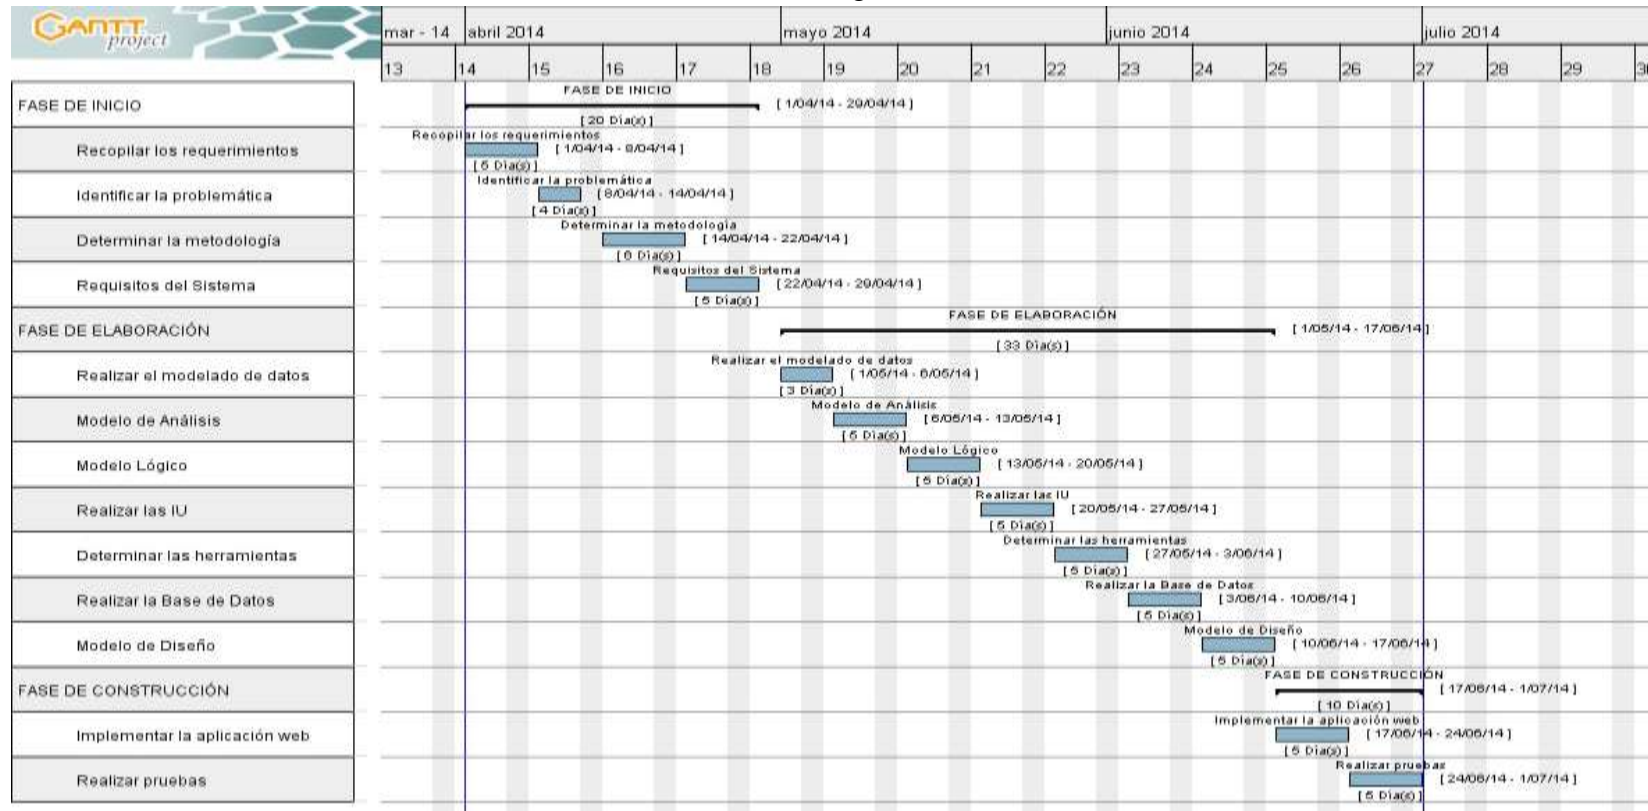 GANTT
project
mar - 14 abril 2014 mayo 2014 junio 2014 julio 2014
13 14 15 16 17 18 19 20 21 22 23 24 25 26 27 28 29
FASE DE INICIO
FASE DE INICIO
[ 1/04/14 - 29/04/14 ]
[ 20 Día(s) ]
Recopilar los requerimientos
Recopilar los requerimientos
[ 1/04/14 - 8/04/14 ]
[ 5 Día(s) ]
Identificar la problemática
Identificar la problemática
[ 8/04/14 - 14/04/14 ]
[ 4 Día(s) ]
Determinar la metodología
Determinar la metodología
[ 14/04/14 - 22/04/14 ]
[ 6 Día(s) ]
Requisitos del Sistema
Requisitos del Sistema
[ 22/04/14 - 29/04/14 ]
[ 5 Día(s) ]
FASE DE ELABORACIÓN
FASE DE ELABORACIÓN
[ 1/05/14 - 17/06/14 ]
[ 33 Día(s) ]
Realizar el modelado de datos
Realizar el modelado de datos
[ 1/05/14 - 6/05/14 ]
[ 3 Día(s) ]
Modelo de Análisis
Modelo de Análisis
[ 6/05/14 - 13/05/14 ]
[ 5 Día(s) ]
Modelo Lógico
Modelo Lógico
[ 13/05/14 - 20/05/14 ]
[ 5 Día(s) ]
Realizar las IU
Realizar las IU
[ 20/05/14 - 27/05/14 ]
[ 5 Día(s) ]
Determinar las herramientas
Determinar las herramientas
[ 27/05/14 - 3/06/14 ]
[ 5 Día(s) ]
Realizar la Base de Datos
Realizar la Base de Datos
[ 3/06/14 - 10/06/14 ]
[ 5 Día(s) ]
Modelo de Diseño
Modelo de Diseño
[ 10/06/14 - 17/06/14 ]
[ 5 Día(s) ]
FASE DE CONSTRUCCIÓN
FASE DE CONSTRUCCIÓN
[ 17/06/14 - 1/07/14 ]
[ 10 Día(s) ]
Implementar la aplicación web
Implementar la aplicación web
[ 17/06/14 - 24/06/14 ]
[ 5 Día(s) ]
Realizar pruebas
Realizar pruebas
[ 24/06/14 - 1/07/14 ]
[ 5 Día(s) ]